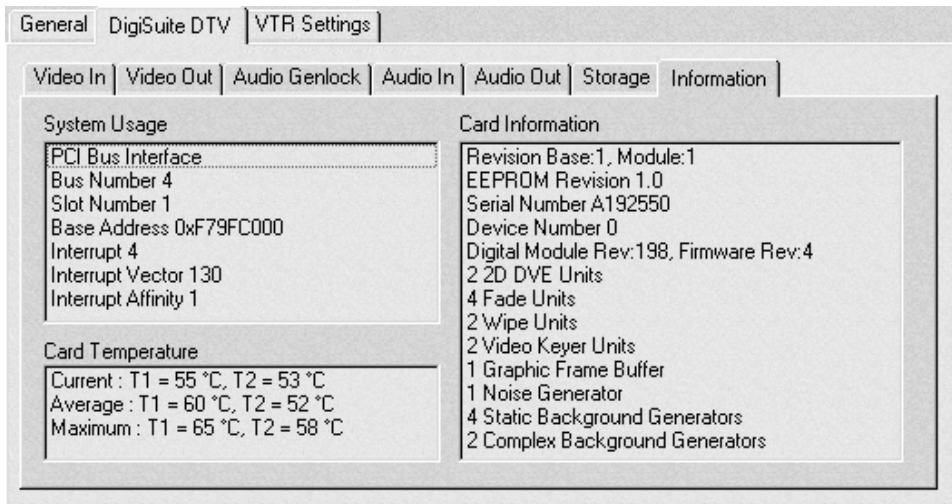 General DigiSuite DTV VTR Settings
Video In Video Out Audio Genlock Audio In Audio Out Storage Information
System Usage
PCI Bus Interface
Bus Number 4
Slot Number 1
Base Address 0xF79FC000
Interrupt 4
Interrupt Vector 130
Interrupt Affinity 1
Card Temperature
Current : T1 = 55 °C, T2 = 53 °C
Average : T1 = 60 °C, T2 = 52 °C
Maximum : T1 = 65 °C, T2 = 58 °C
Card Information
Revision Base:1, Module:1
EEPROM Revision 1.0
Serial Number A192550
Device Number 0
Digital Module Rev:198, Firmware Rev:4
2 2D DVE Units
4 Fade Units
2 Wipe Units
2 Video Keyer Units
1 Graphic Frame Buffer
1 Noise Generator
4 Static Background Generators
2 Complex Background Generators